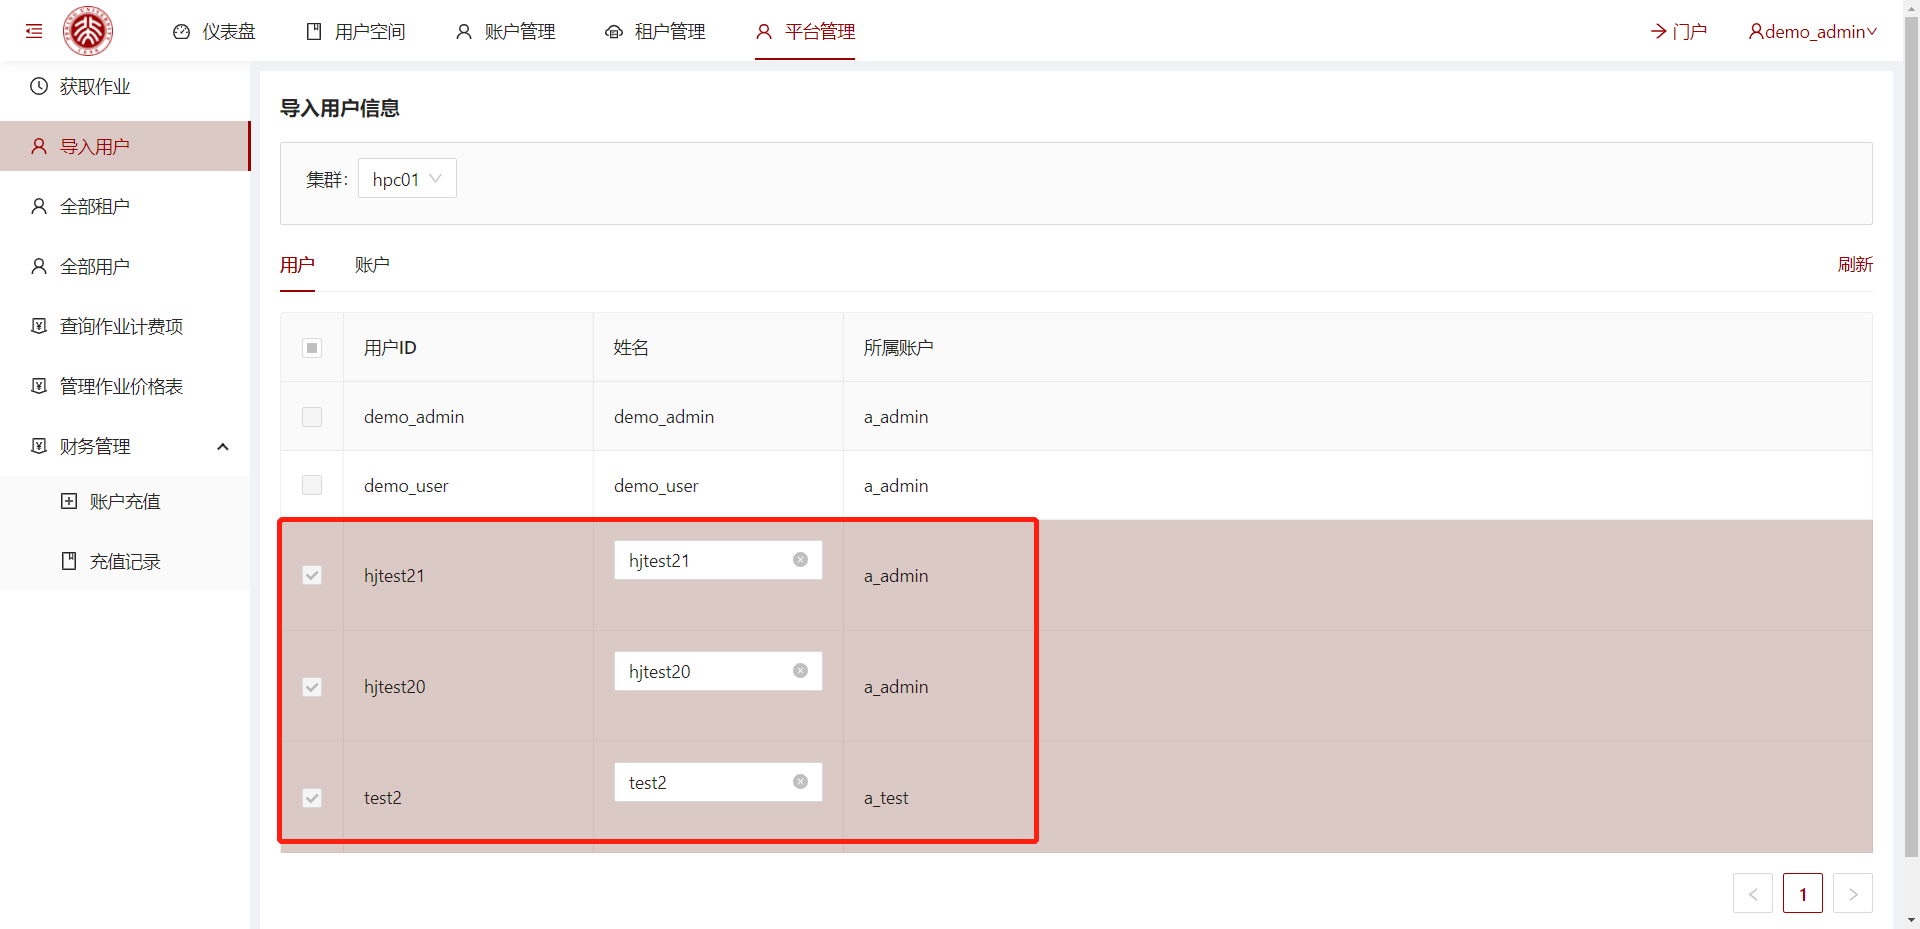 仪表盘 用户空间 账户管理 租户管理 平台管理 门户 demo_admin
获取作业
导入用户
全部租户
全部用户
查询作业计费项
管理作业价格表
财务管理
账户充值
充值记录
导入用户信息
集群: hpc01
用户 账户 刷新
用户ID 姓名 所属账户
demo_admin demo_admin a_admin
demo_user demo_user a_admin
hjtest21 hjtest21 a_admin
hjtest20 hjtest20 a_admin
test2 test2 a_test
1